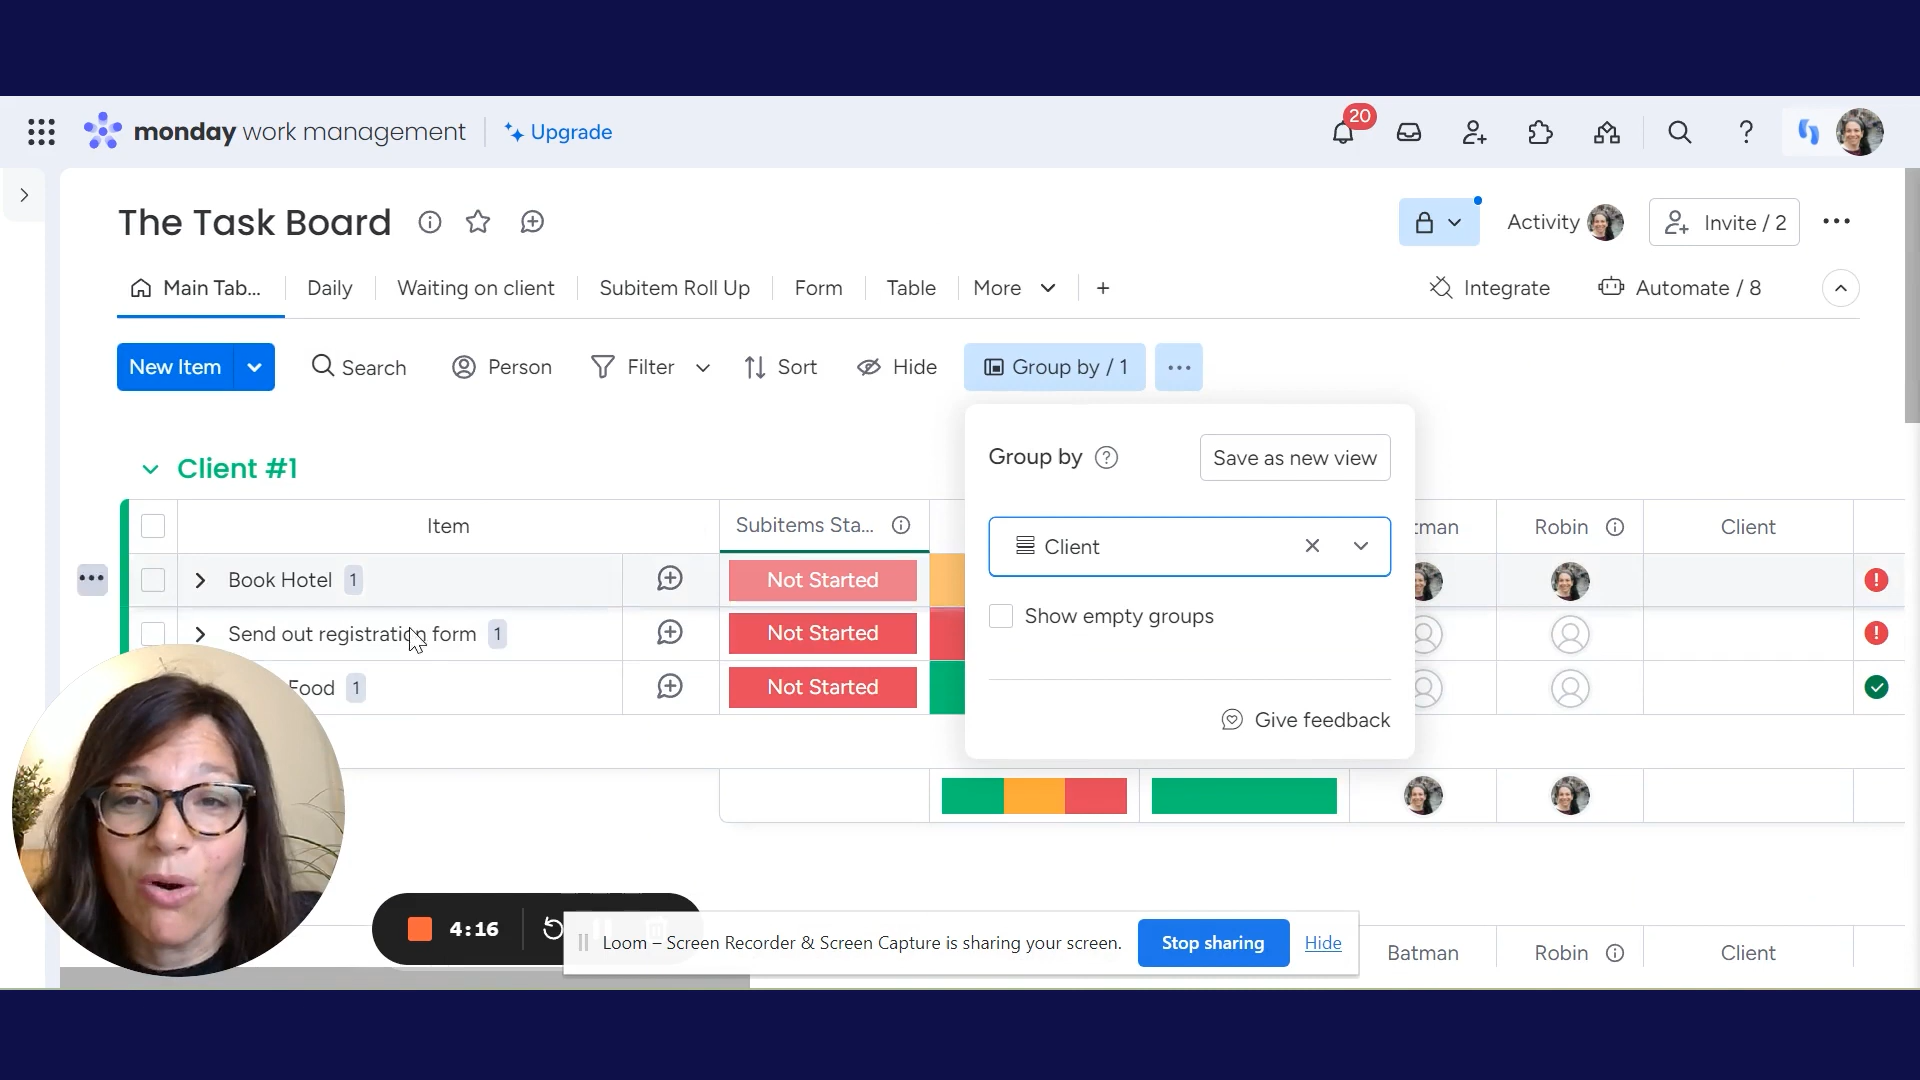 monday work management
Upgrade
20
The Task Board
Activity
Invite / 2
Main Tab...
Daily
Waiting on client
Subitem Roll Up
Form
Table
More
Integrate
Automate / 8
New Item
Search
Person
Filter
Sort
Hide
Group by / 1
Group by
Save as new view
Client
Show empty groups
Give feedback
Client #1
Item
Subitems Sta...
Robin
Client
Book Hotel 1
Not Started
Send out registration form 1
Not Started
Food 1
Not Started
4:16
Loom – Screen Recorder & Screen Capture is sharing your screen.
Stop sharing
Hide
Batman
Robin
Client